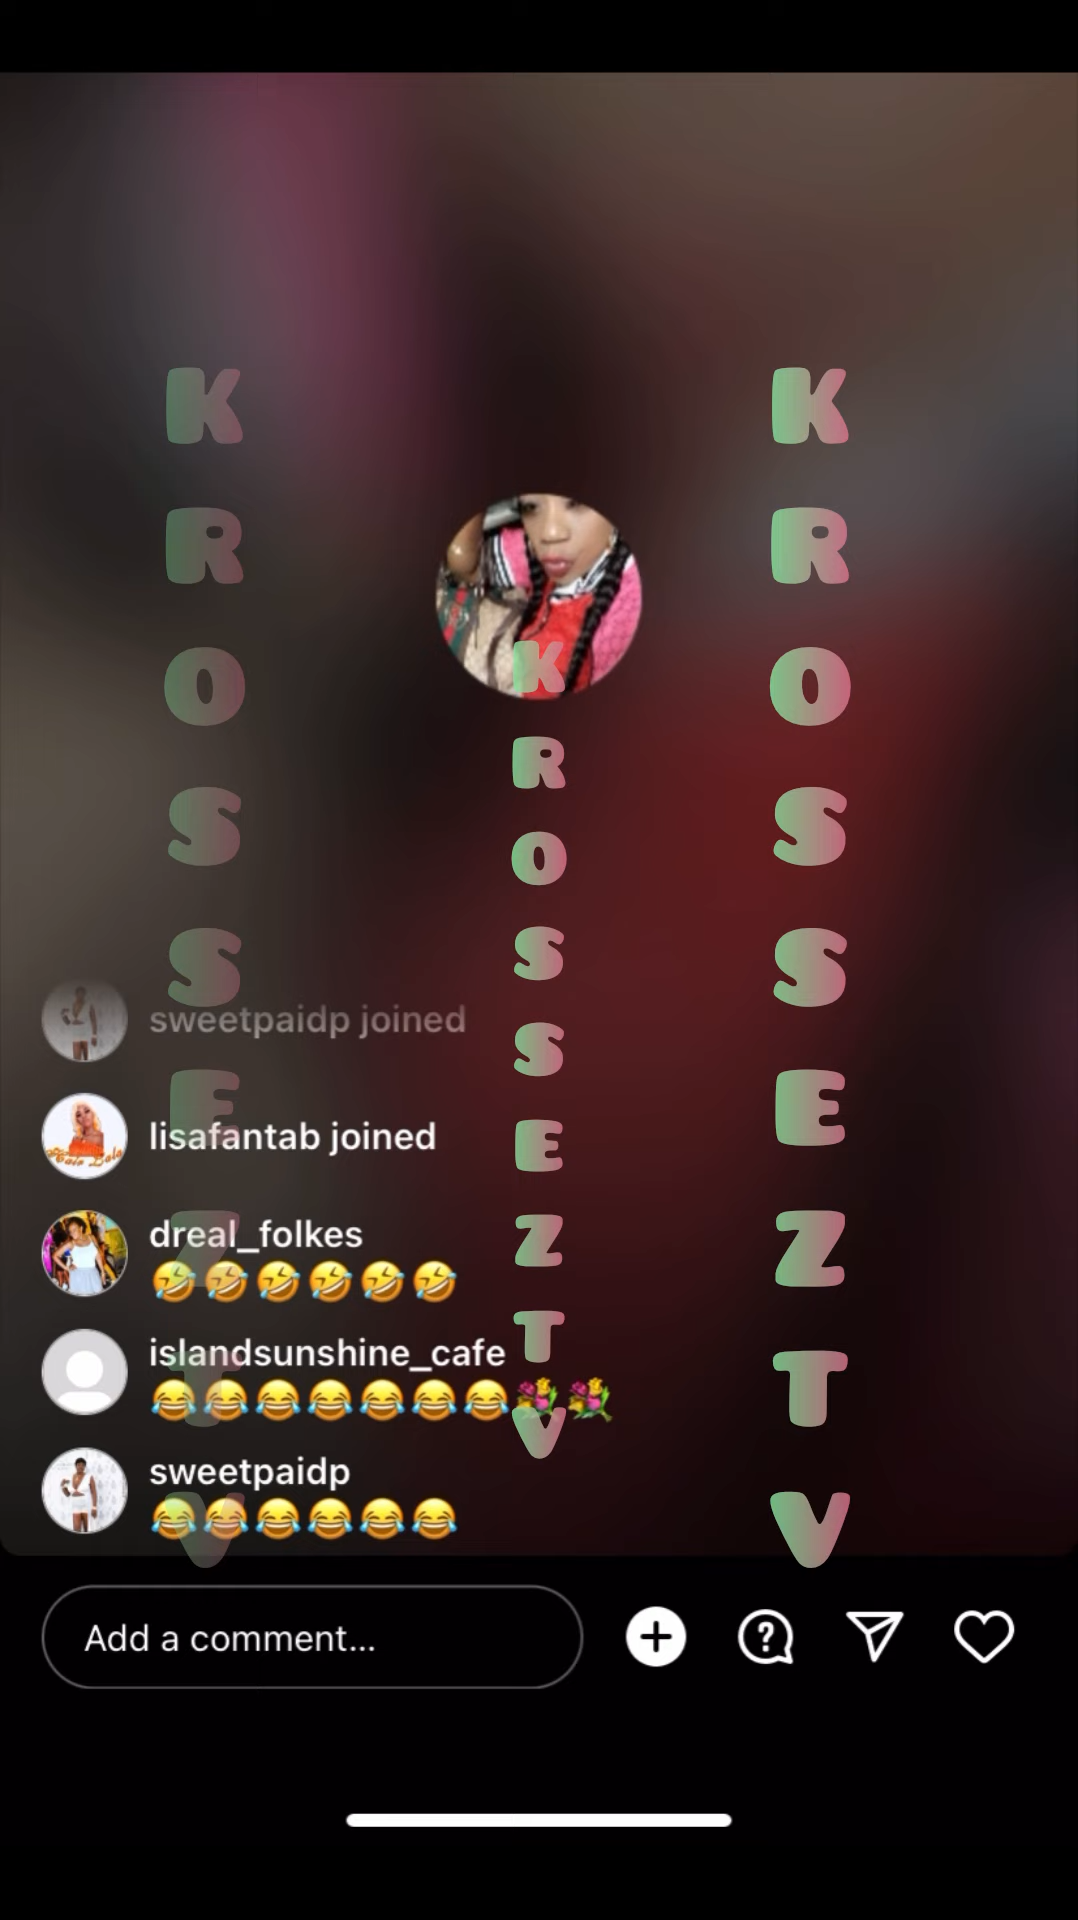 KROSSEZTV
KROSSEZTV
KROSSEZTV
sweetpaidp joined
lisafantab joined
dreal_folkes
🤣🤣🤣🤣🤣🤣
islandsunshine_cafe
😂😂😂😂😂😂😂💐💐
sweetpaidp
😂😂😂😂😂😂
Add a comment...